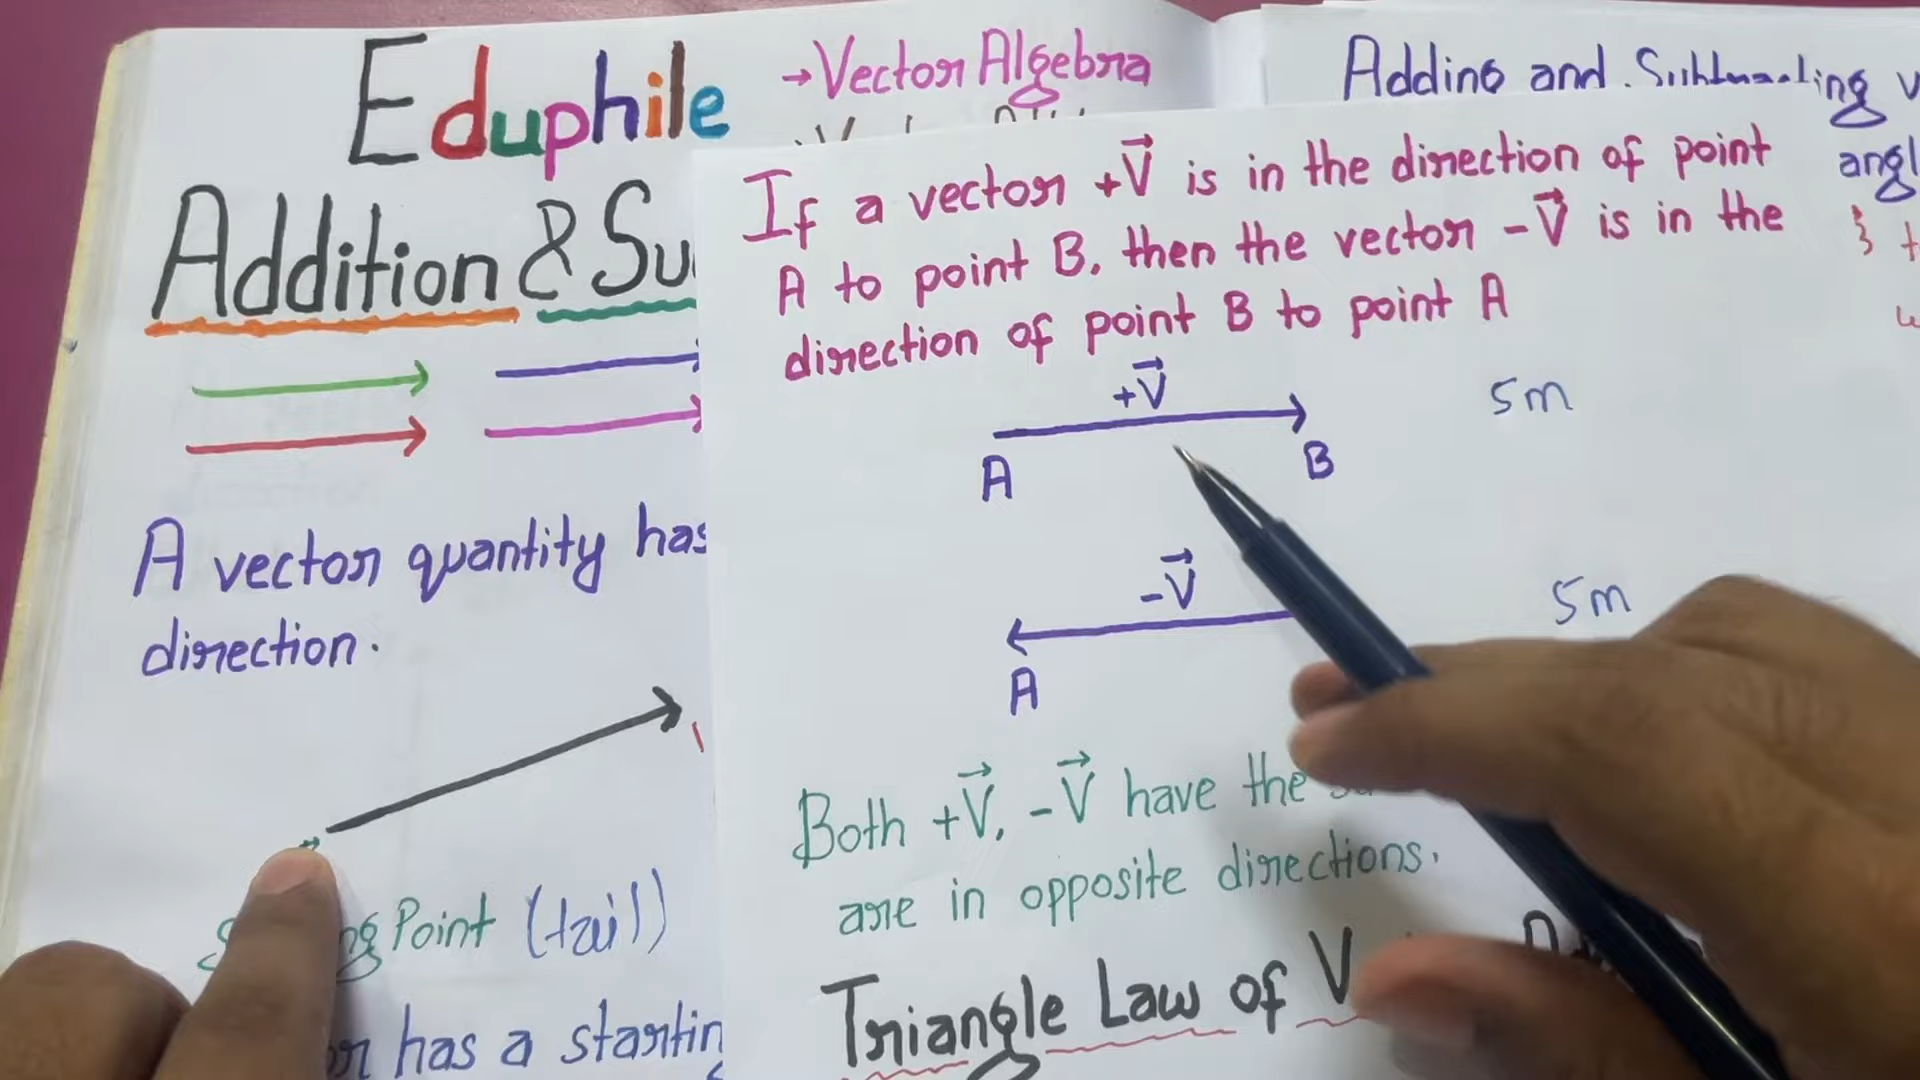 Eduphile
→Vector Algebra
Addition & Su
A vector quantity has
direction.
Point (tail)
has a startin
Adding and
angl
If a vector +V⃗ is in the direction of point
A to point B, then the vector -V⃗ is in the
direction of point B to point A
+V⃗
A B
5m
-V⃗
A
5m
Both +V⃗, -V⃗ have the
are in opposite directions.
Triangle Law of V